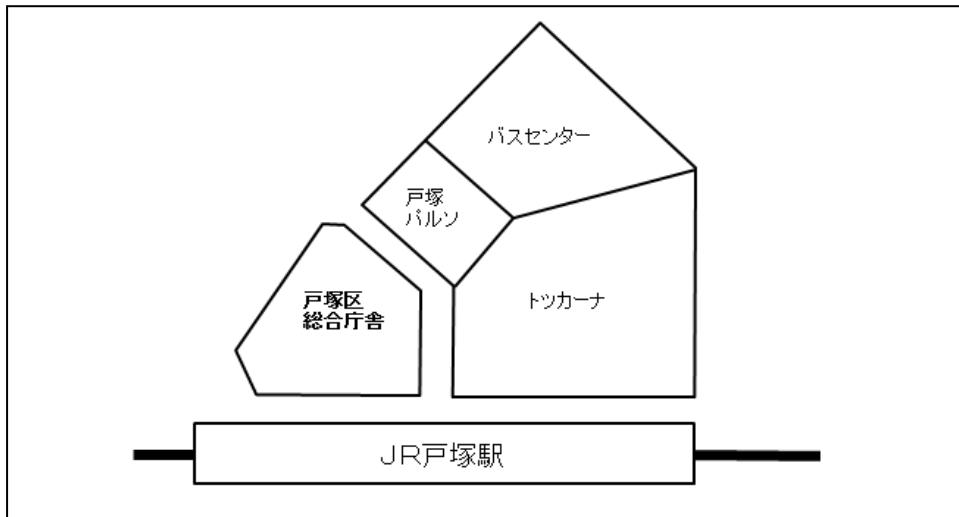 バスセンター
戸塚
パルソ
戸塚区
総合庁舎
トツカーナ
ＪＲ戸塚駅